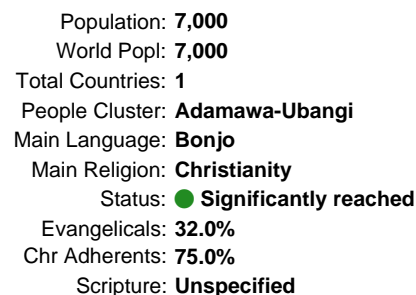 Population: 7,000
World Popl: 7,000
Total Countries: 1
People Cluster: Adamawa-Ubangi
Main Language: Bonjo
Main Religion: Christianity
Status: Significantly reached
Evangelicals: 32.0%
Chr Adherents: 75.0%
Scripture: Unspecified